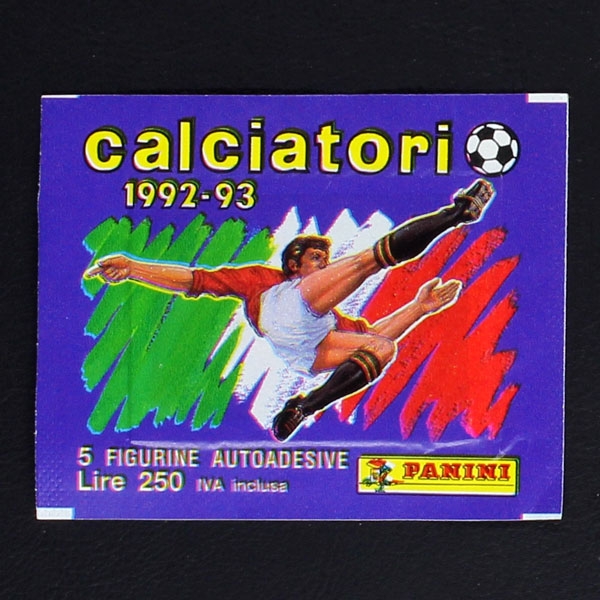 calciatori
1992-93
5 FIGURINE AUTOADESIVE
Lire 250 IVA inclusa
PANINI